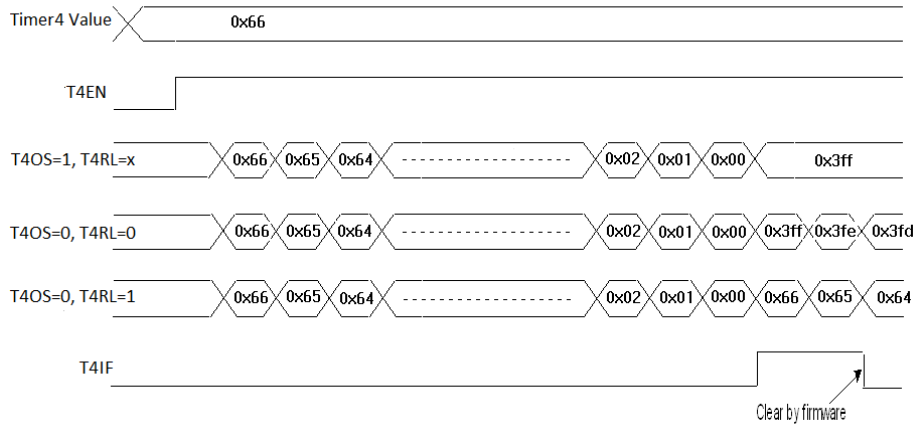 Timer4 Value 0x66
T4EN
T4OS=1, T4RL=x 0x66 0x65 0x64 0x02 0x01 0x00 0x3ff
T4OS=0, T4RL=0 0x66 0x65 0x64 0x02 0x01 0x00 0x3ff 0x3fe 0x3fd
T4OS=0, T4RL=1 0x66 0x65 0x64 0x02 0x01 0x00 0x66 0x65 0x64
T4IF
Clear by firmware